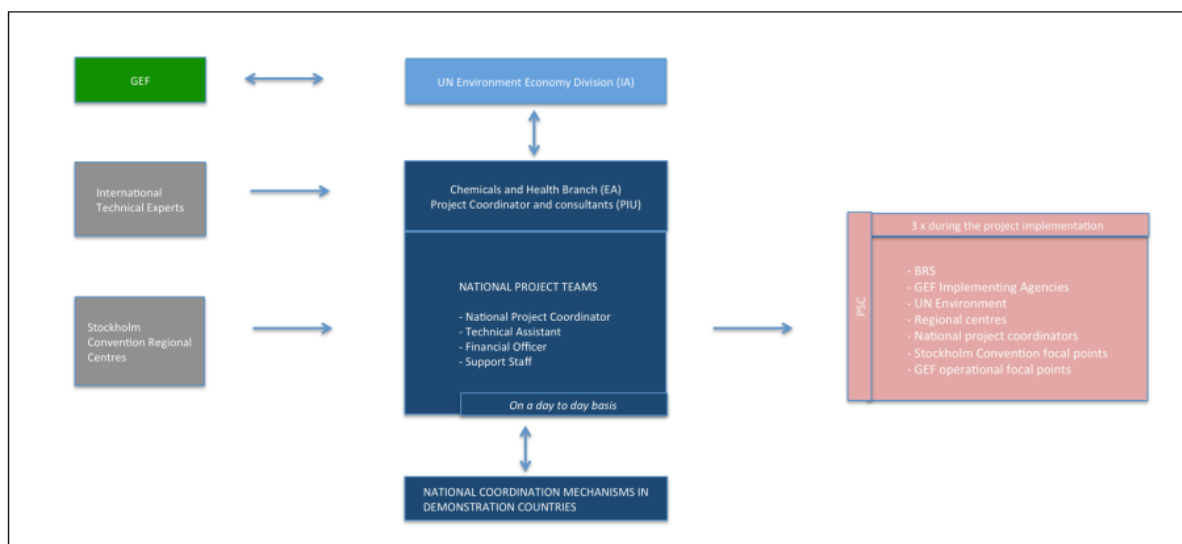 GEF
UN Environment Economy Division (IA)
International
Technical Experts
Chemicals and Health Branch (EA)
Project Coordinator and consultants (PIU)
Stockholm
Convention Regional
Centres
NATIONAL PROJECT TEAMS
- National Project Coordinator
- Technical Assistant
- Financial Officer
- Support Staff
On a day to day basis
NATIONAL COORDINATION MECHANISMS IN
DEMONSTRATION COUNTRIES
PSC
3 x during the project implementation
- BRS
- GEF Implementing Agencies
- UN Environment
- Regional centres
- National project coordinators
- Stockholm Convention focal points
- GEF operational focal points